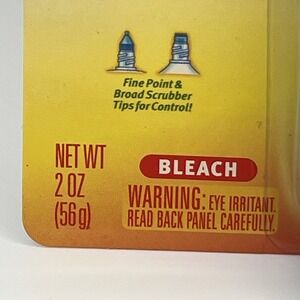 Fine Point &
Broad Scrubber
Tips for Control!
NET WT
2 OZ
(56g)
BLEACH
WARNING: EYE IRRITANT.
READ BACK PANEL CAREFULLY.